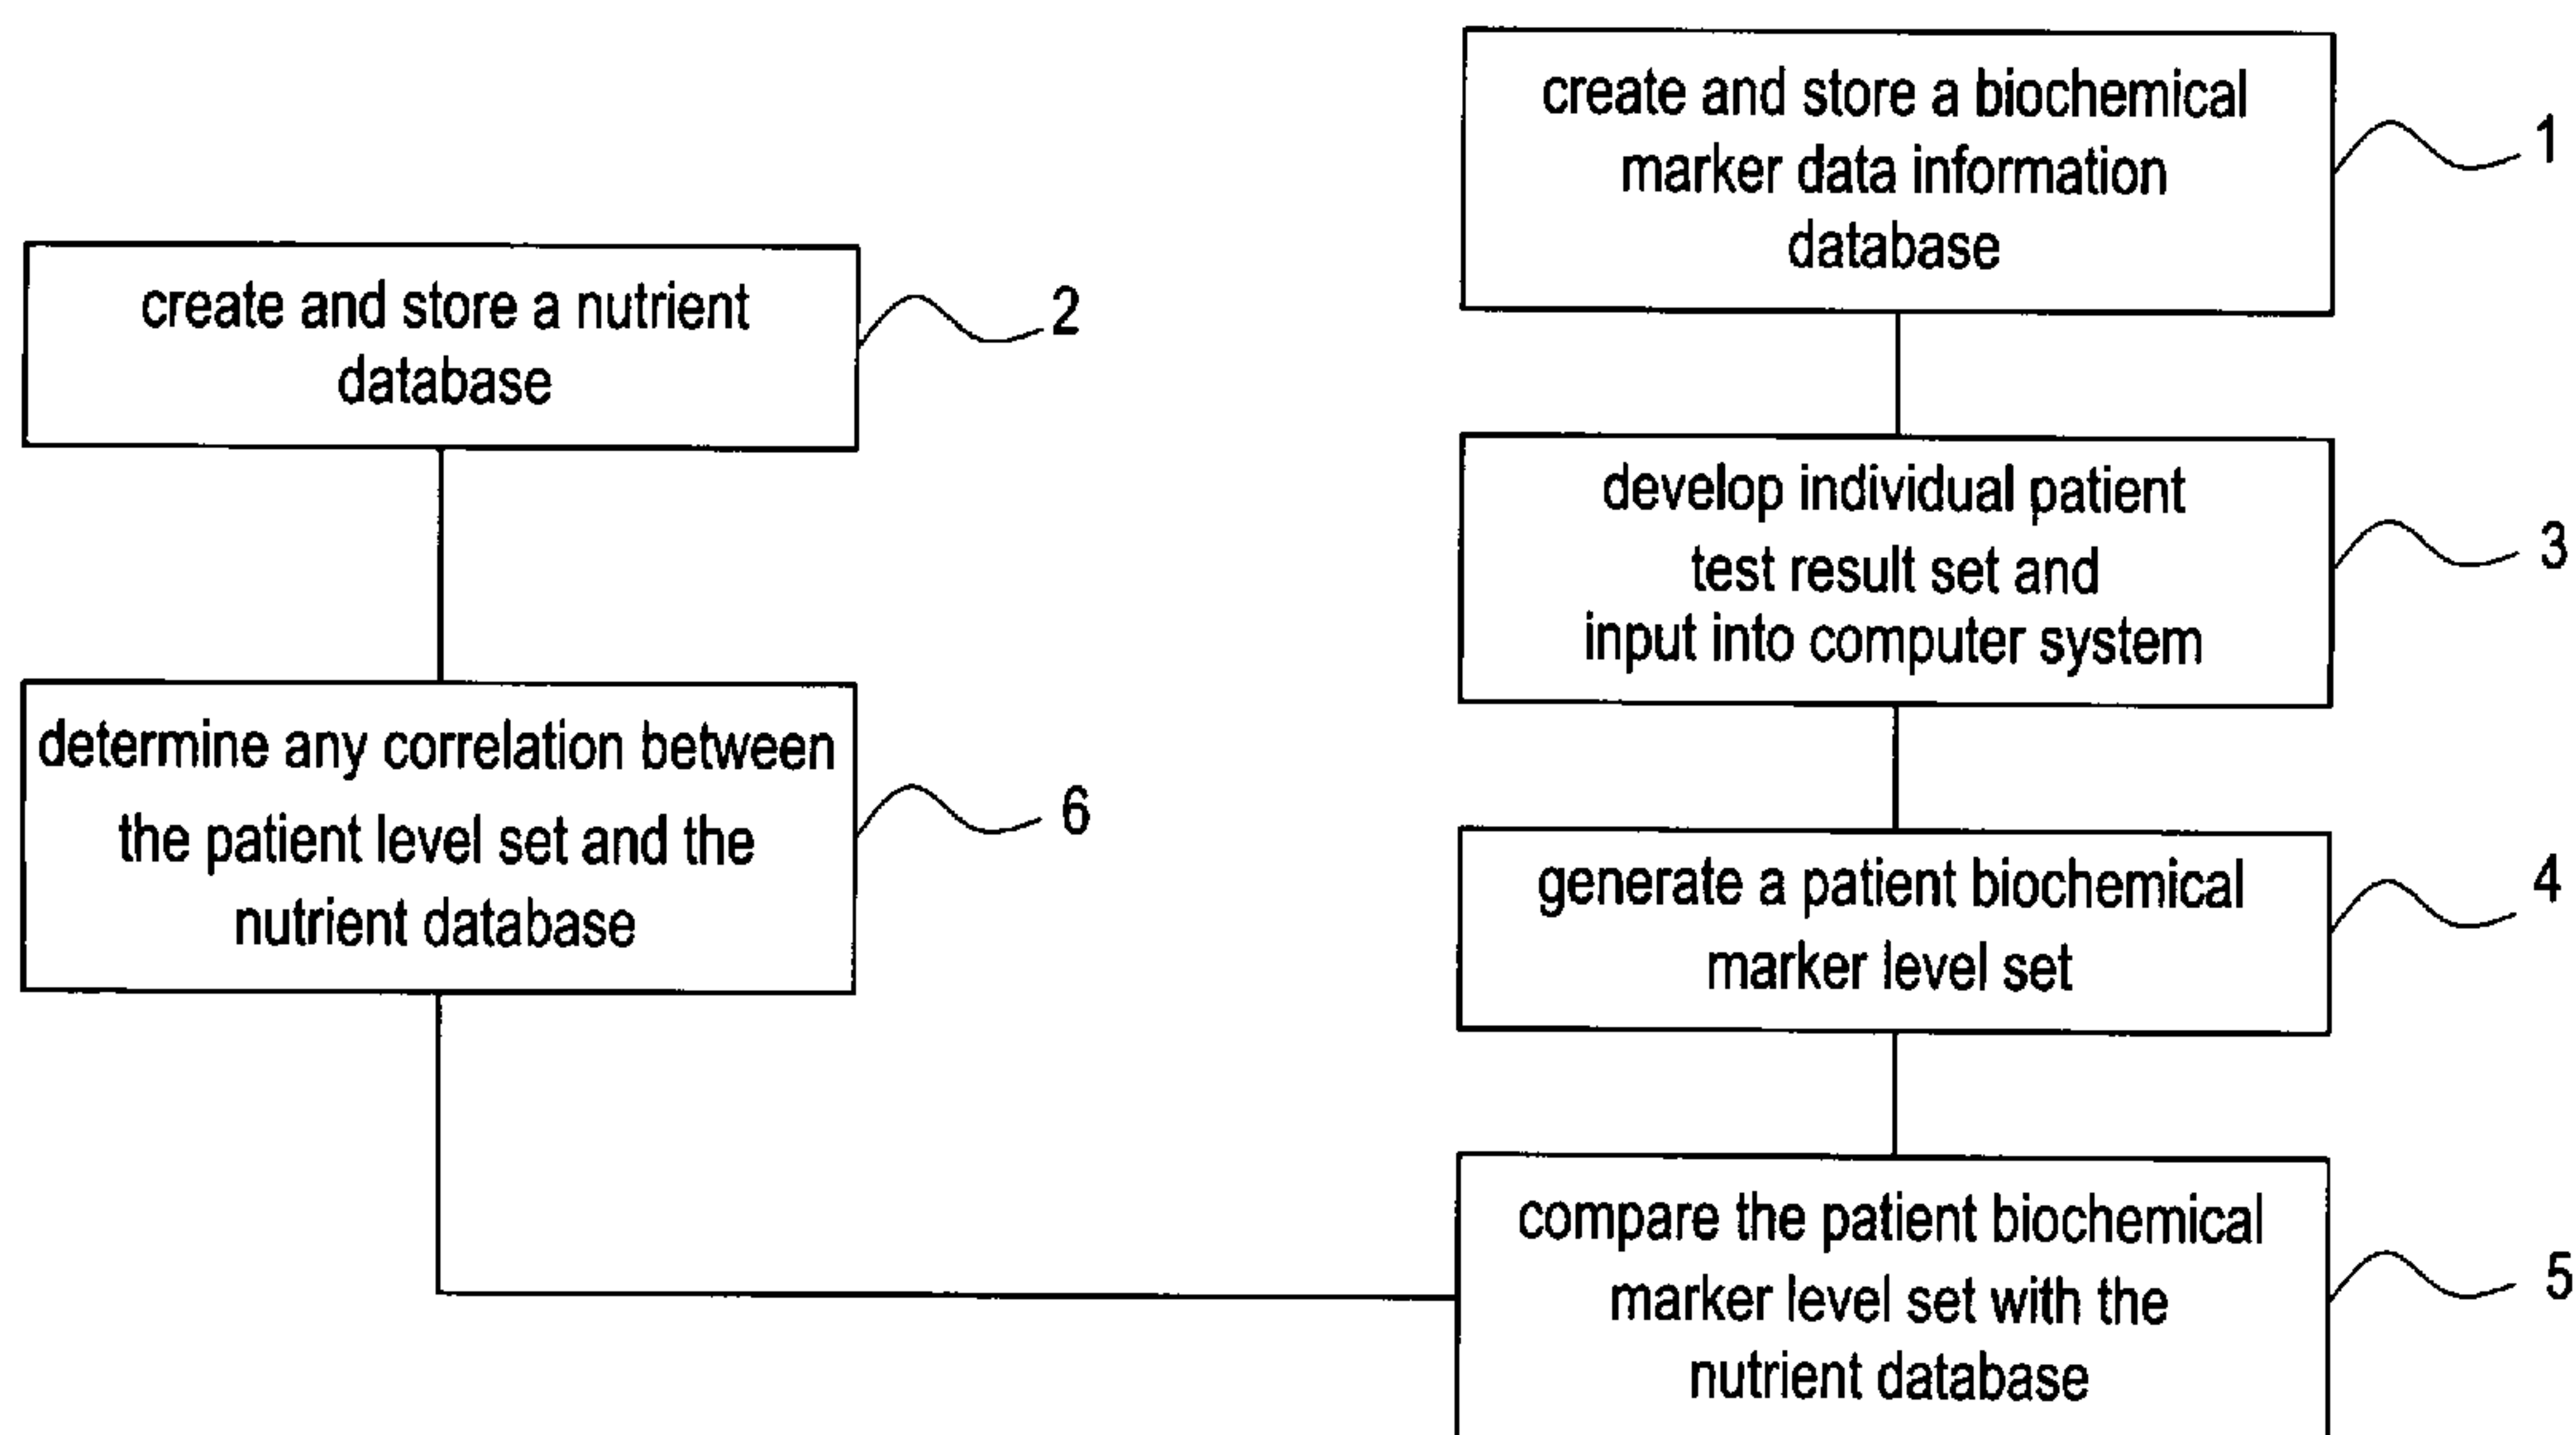 create and store a biochemical
marker data information
database
1
create and store a nutrient
database
2
develop individual patient
test result set and
input into computer system
3
determine any correlation between
the patient level set and the
nutrient database
6
generate a patient biochemical
marker level set
4
compare the patient biochemical
marker level set with the
nutrient database
5